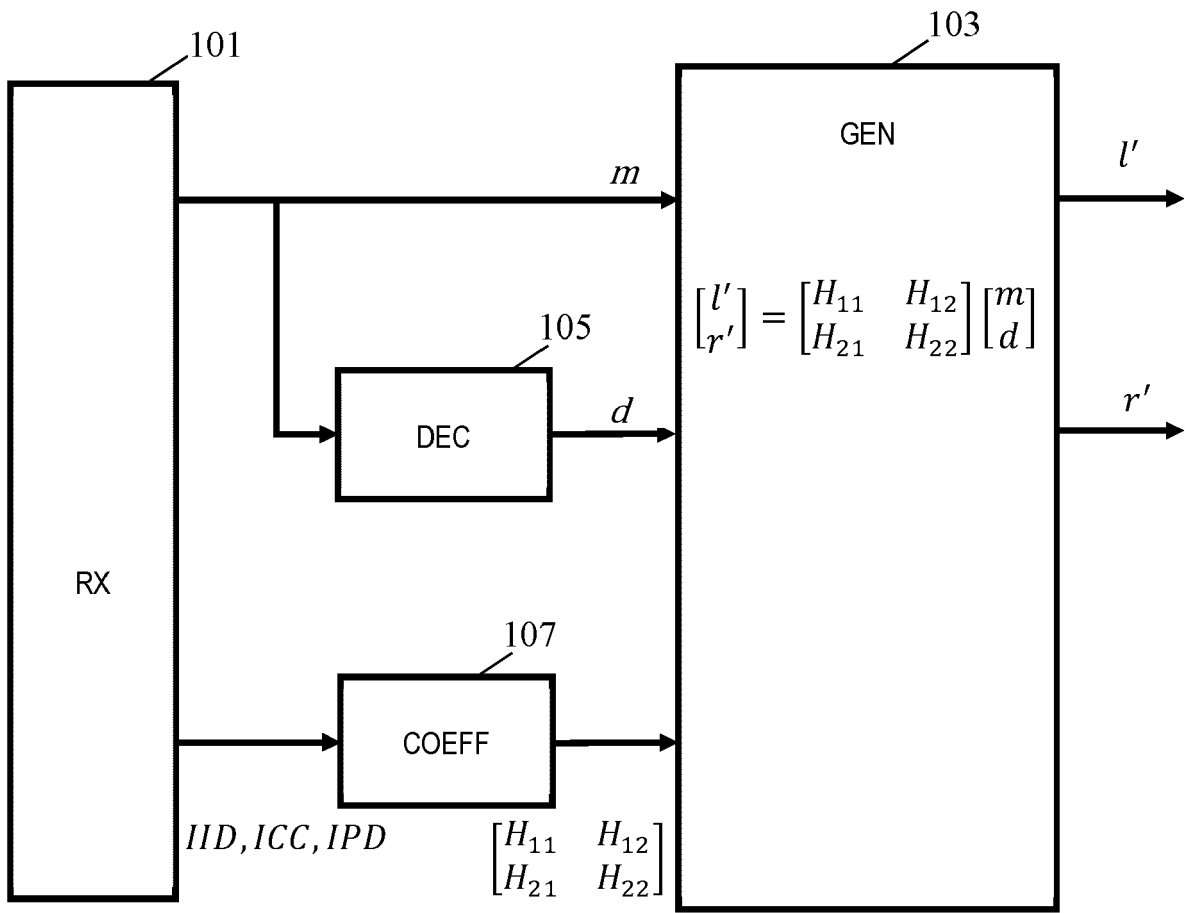 101
103
GEN
m
l′
[l′ r′] = [H₁₁ H₁₂ H₂₁ H₂₂][m d]
105
DEC
d
r′
RX
107
COEFF
IID, ICC, IPD
[H₁₁ H₁₂
H₂₁ H₂₂]